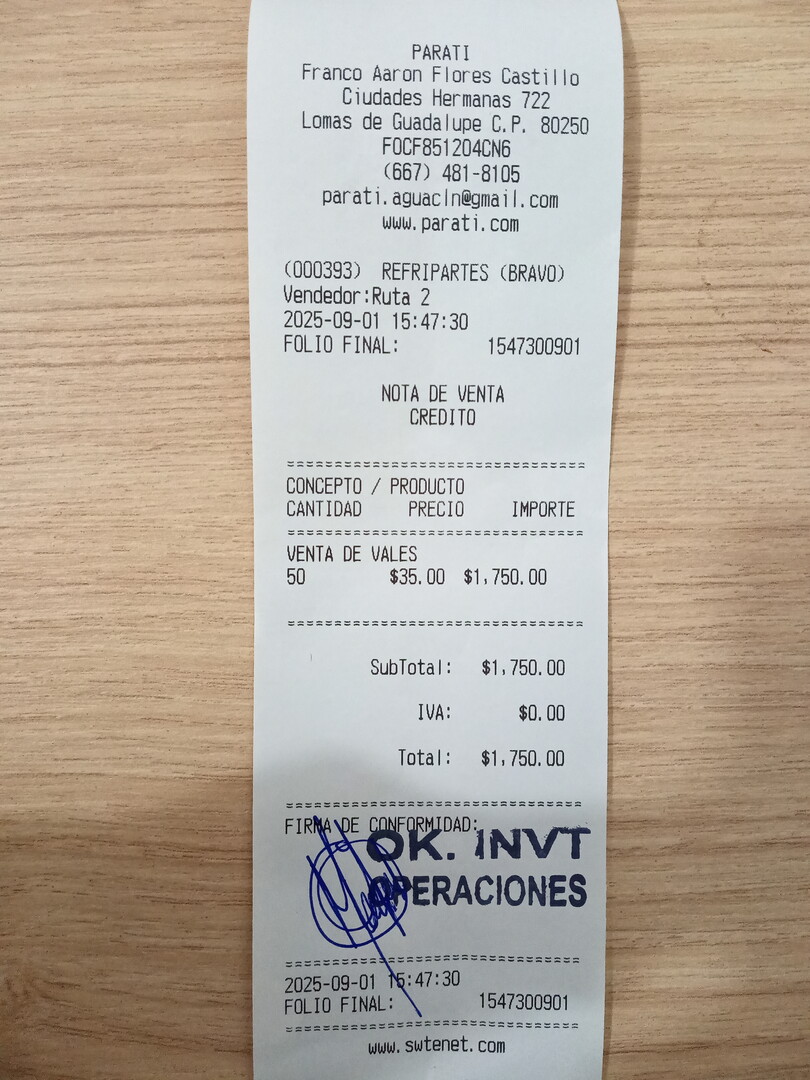 PARATI
Franco Aaron Flores Castillo
Ciudades Hermanas 722
Lomas de Guadalupe C.P. 80250
FOCF851204CN6
(667) 481-8105
parati.aguacln@gmail.com
www.parati.com
(000393) REFRIPARTES (BRAVO)
Vendedor:Ruta 2
2025-09-01 15:47:30
FOLIO FINAL: 1547300901
NOTA DE VENTA
CREDITO
================================
CONCEPTO / PRODUCTO
CANTIDAD PRECIO IMPORTE
================================
VENTA DE VALES
50 $35.00 $1,750.00
================================
SubTotal: $1,750.00
IVA: $0.00
Total: $1,750.00
================================
FIRMA DE CONFORMIDAD:
OK. INVT
OPERACIONES
================================
2025-09-01 15:47:30
FOLIO FINAL: 1547300901
================================
www.swtenet.com